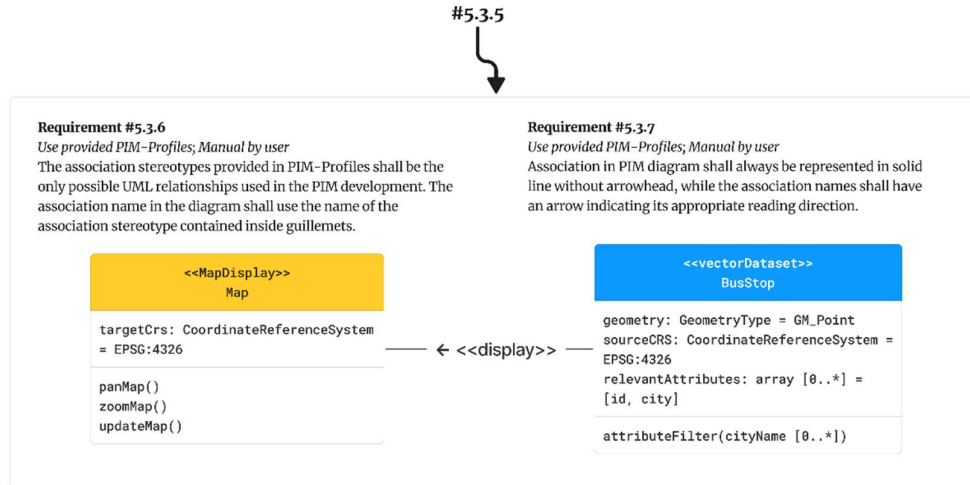 #5.3.5
Requirement #5.3.6
Use provided PIM-Profiles; Manual by user
The association stereotypes provided in PIM-Profiles shall be the
only possible UML relationships used in the PIM development. The
association name in the diagram shall use the name of the
association stereotype contained inside guillemets.
Requirement #5.3.7
Use provided PIM-Profiles; Manual by user
Association in PIM diagram shall always be represented in solid
line without arrowhead, while the association names shall have
an arrow indicating its appropriate reading direction.
<<MapDisplay>>
Map
targetCrs: CoordinateReferenceSystem
= EPSG:4326
panMap()
zoomMap()
updateMap()
← <<display>>
<<vectorDataset>>
BusStop
geometry: GeometryType = GM_Point
sourceCRS: CoordinateReferenceSystem =
EPSG:4326
relevantAttributes: array [0..*] =
[id, city]
attributeFilter(cityName [0..*])